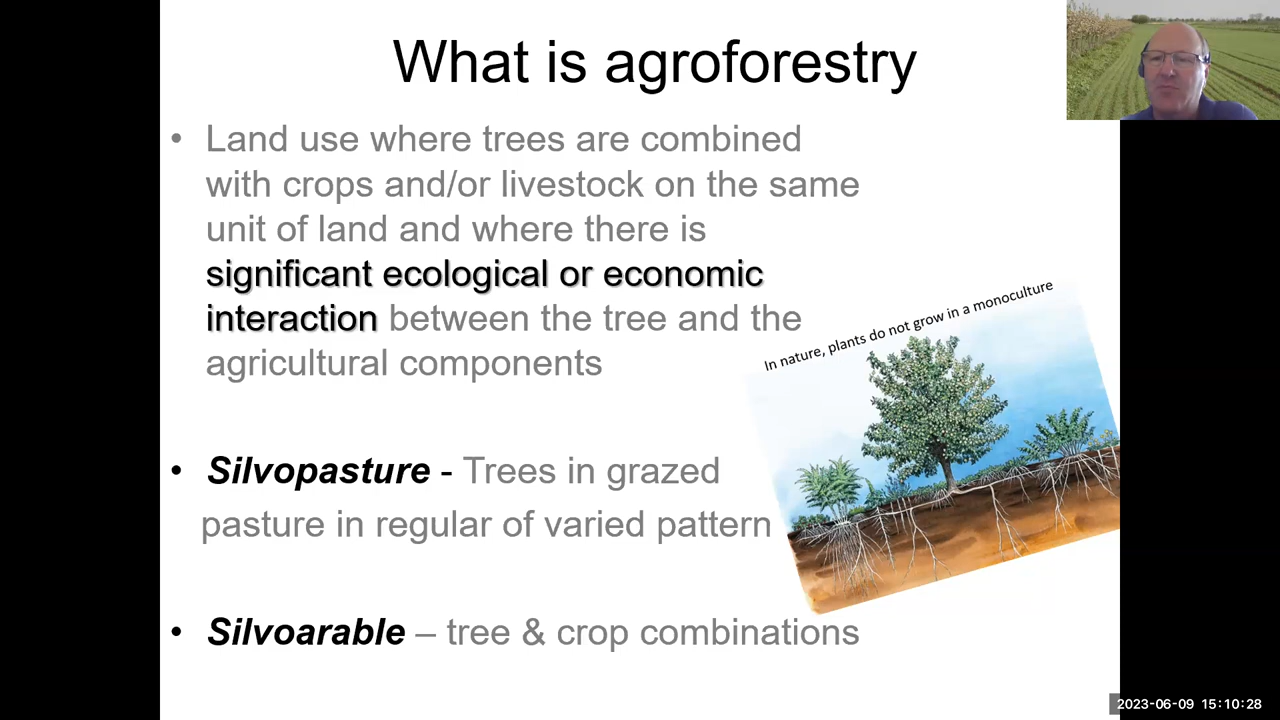 What is agroforestry
• Land use where trees are combined
with crops and/or livestock on the same
unit of land and where there is
significant ecological or economic
interaction between the tree and the
agricultural components
In nature, plants do not grow in a monoculture
• Silvopasture - Trees in grazed
pasture in regular of varied pattern
• Silvoarable – tree & crop combinations
2023-06-09 15:10:28